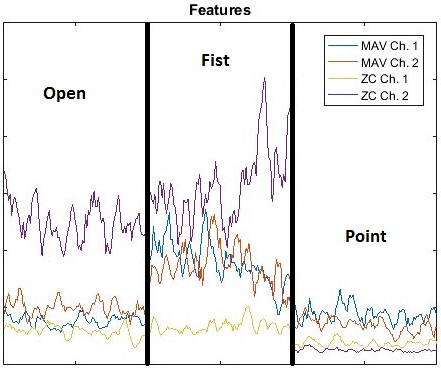 Features
Open
Fist
Point
MAV Ch. 1
MAV Ch. 2
ZC Ch. 1
ZC Ch. 2